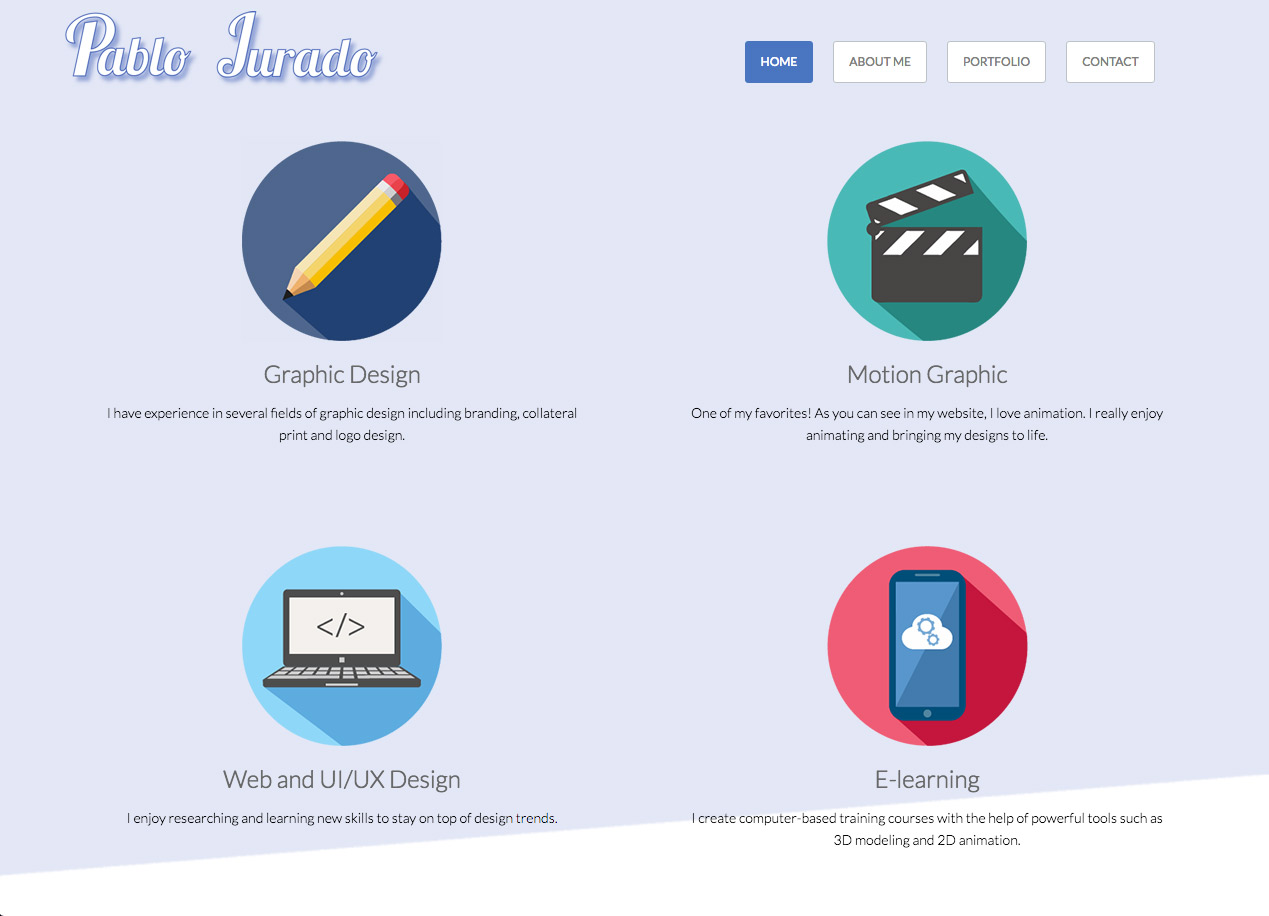 Pablo Jurado
HOME
ABOUT ME
PORTFOLIO
CONTACT
Graphic Design
I have experience in several fields of graphic design including branding, collateral
print and logo design.
Motion Graphic
One of my favorites! As you can see in my website, I love animation. I really enjoy
animating and bringing my designs to life.
</>
Web and UI/UX Design
I enjoy researching and learning new skills to stay on top of design trends.
E-learning
I create computer-based training courses with the help of powerful tools such as
3D modeling and 2D animation.